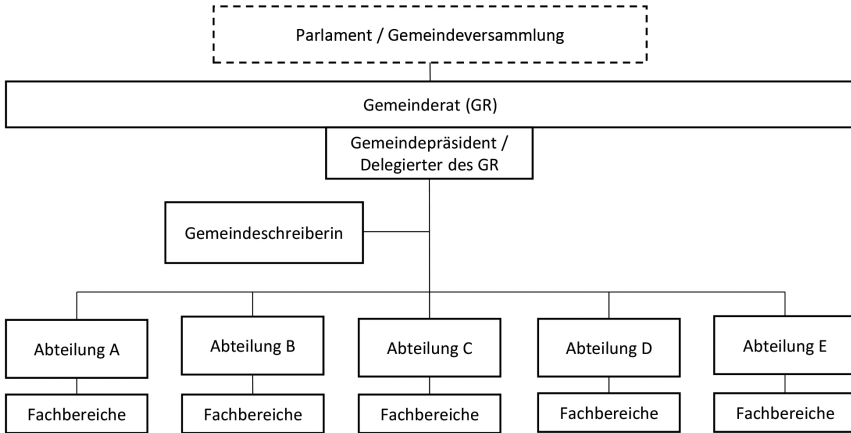 Parlament / Gemeindeversammlung
Gemeinderat (GR)
Gemeindepräsident /
Delegierter des GR
Gemeindeschreiberin
Abteilung A
Abteilung B
Abteilung C
Abteilung D
Abteilung E
Fachbereiche
Fachbereiche
Fachbereiche
Fachbereiche
Fachbereiche